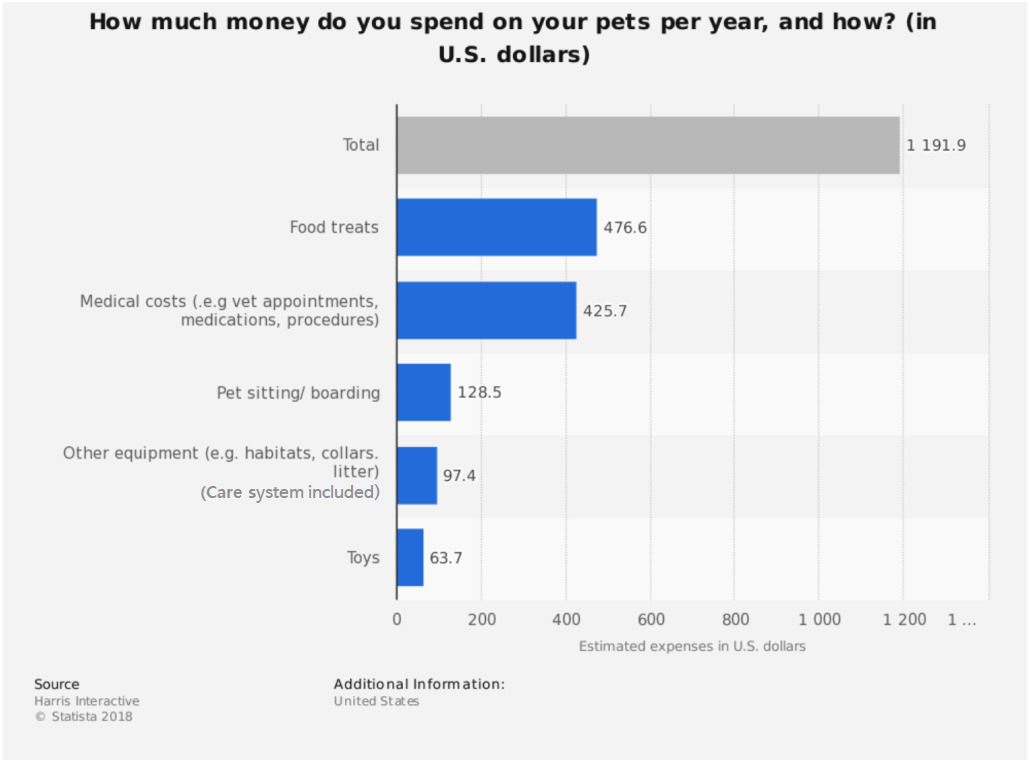 How much money do you spend on your pets per year, and how? (in
U.S. dollars)
Total
1 191.9
Food treats
476.6
Medical costs (.e.g vet appointments,
medications, procedures)
425.7
Pet sitting/ boarding
128.5
Other equipment (e.g. habitats, collars.
litter)
(Care system included)
97.4
Toys
63.7
0 200 400 600 800 1 000 1 200 1 ...
Estimated expenses in U.S. dollars
Source
Harris Interactive
© Statista 2018
Additional Information:
United States